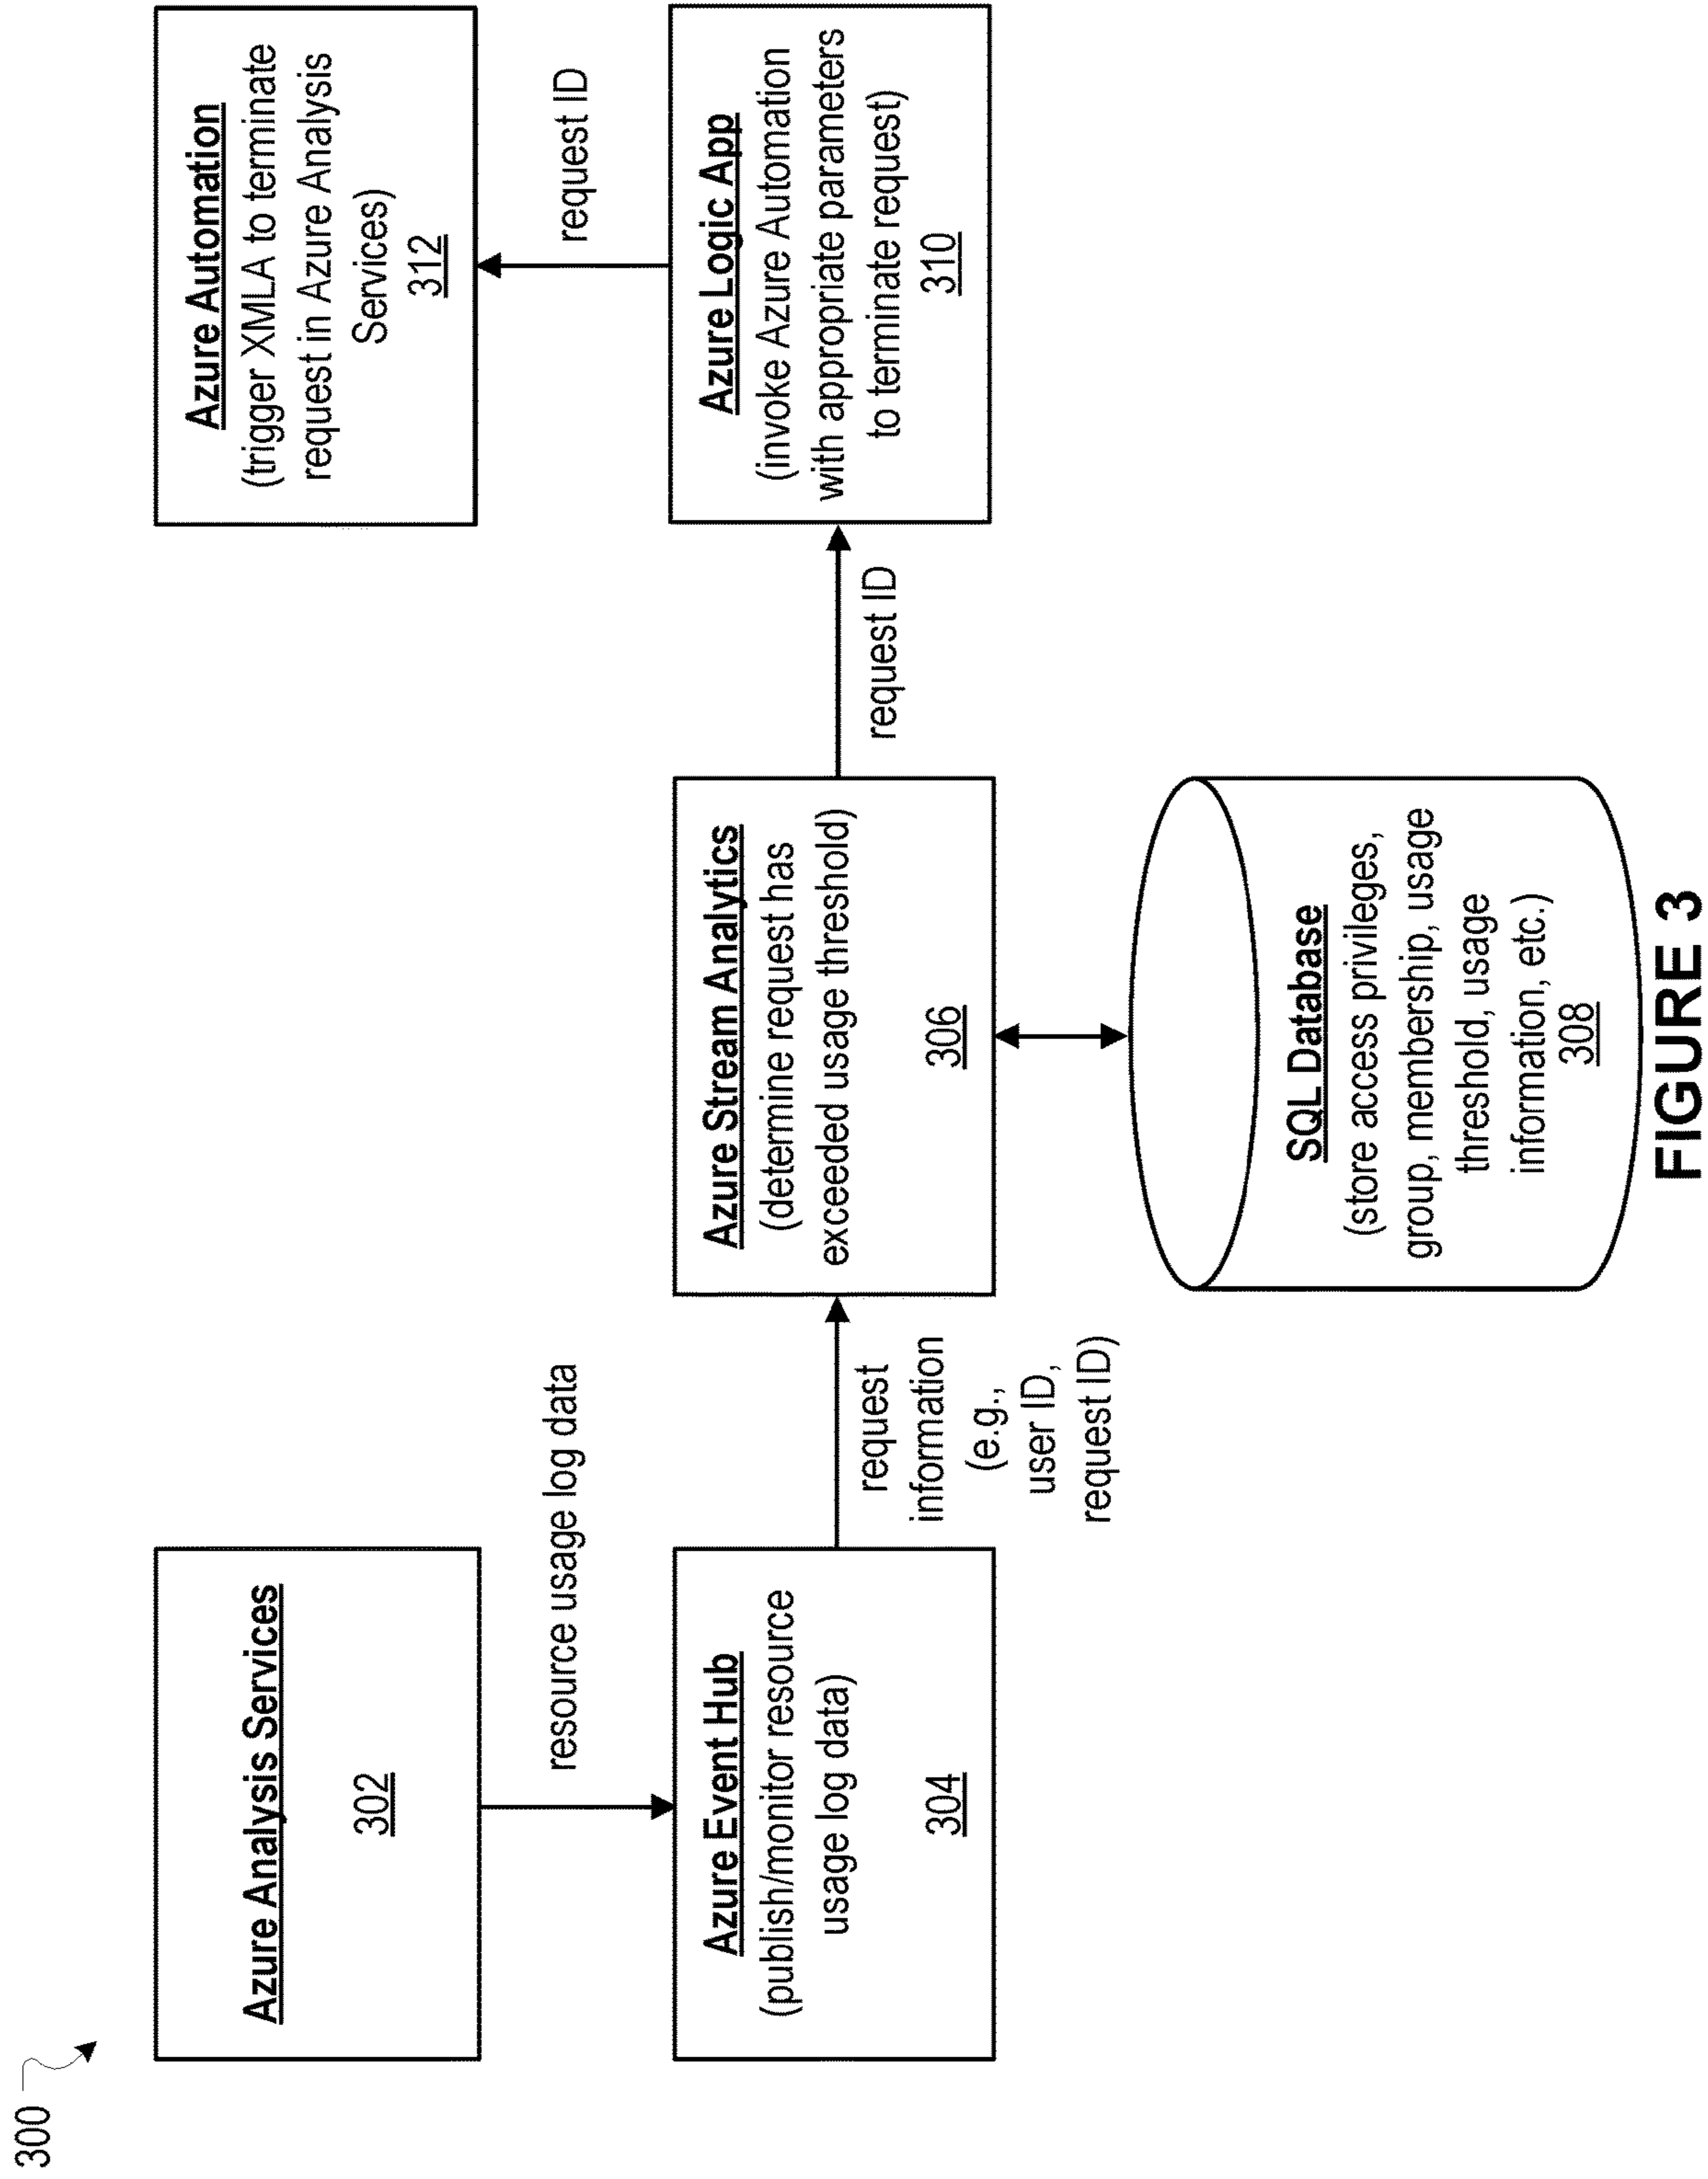 300
Azure Analysis Services
302
resource usage log data
Azure Event Hub
(publish/monitor resource
usage log data)
304
request
information
(e.g.,
user ID,
request ID)
Azure Stream Analytics
(determine request has
exceeded usage threshold)
306
SQL Database
(store access privileges,
group, membership, usage
threshold, usage
information, etc.)
308
request ID
Azure Logic App
(invoke Azure Automation
with appropriate parameters
to terminate request)
310
request ID
Azure Automation
(trigger XMLA to terminate
request in Azure Analysis
Services)
312
FIGURE 3